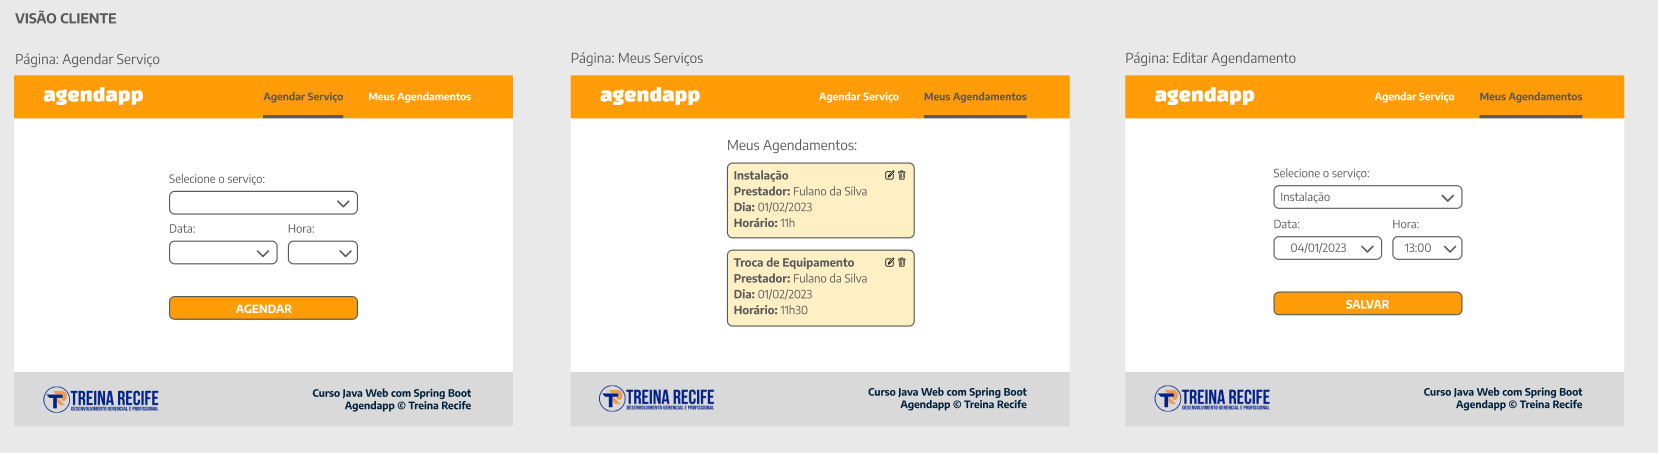 VISÃO CLIENTE
Página: Agendar Serviço
agendapp
Agendar Serviço
Meus Agendamentos
Selecione o serviço:
Data:
Hora:
AGENDAR
TREINA RECIFE
DESENVOLVIMENTO GERENCIAL E PROFISSIONAL
Curso Java Web com Spring Boot
Agendapp © Treina Recife
Página: Meus Serviços
agendapp
Agendar Serviço
Meus Agendamentos
Meus Agendamentos:
Instalação
Prestador: Fulano da Silva
Dia: 01/02/2023
Horário: 11h
Troca de Equipamento
Prestador: Fulano da Silva
Dia: 01/02/2023
Horário: 11h30
TREINA RECIFE
DESENVOLVIMENTO GERENCIAL E PROFISSIONAL
Curso Java Web com Spring Boot
Agendapp © Treina Recife
Página: Editar Agendamento
agendapp
Agendar Serviço
Meus Agendamentos
Selecione o serviço:
Instalação
Data:
Hora:
04/01/2023
13:00
SALVAR
TREINA RECIFE
DESENVOLVIMENTO GERENCIAL E PROFISSIONAL
Curso Java Web com Spring Boot
Agendapp © Treina Recife